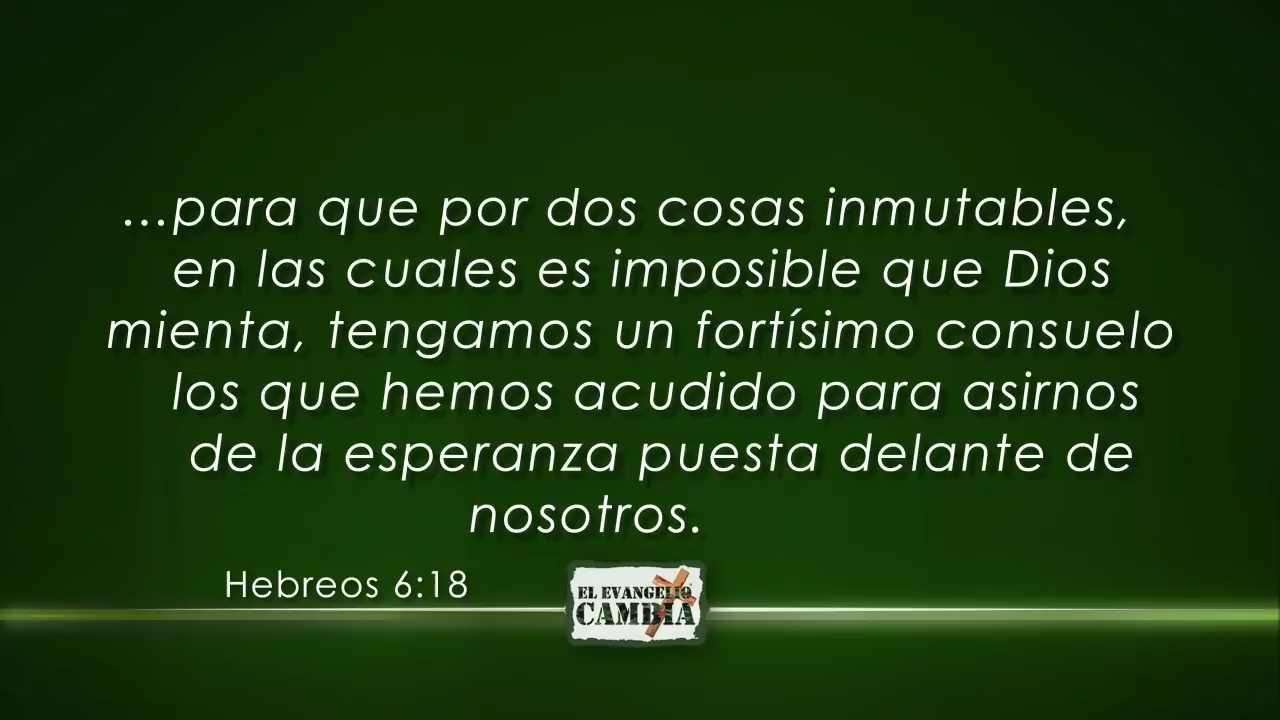 ...para que por dos cosas inmutables,
en las cuales es imposible que Dios
mienta, tengamos un fortísimo consuelo
los que hemos acudido para asirnos
de la esperanza puesta delante de
nosotros.
Hebreos 6:18
EL EVANGELIO
CAMBIA